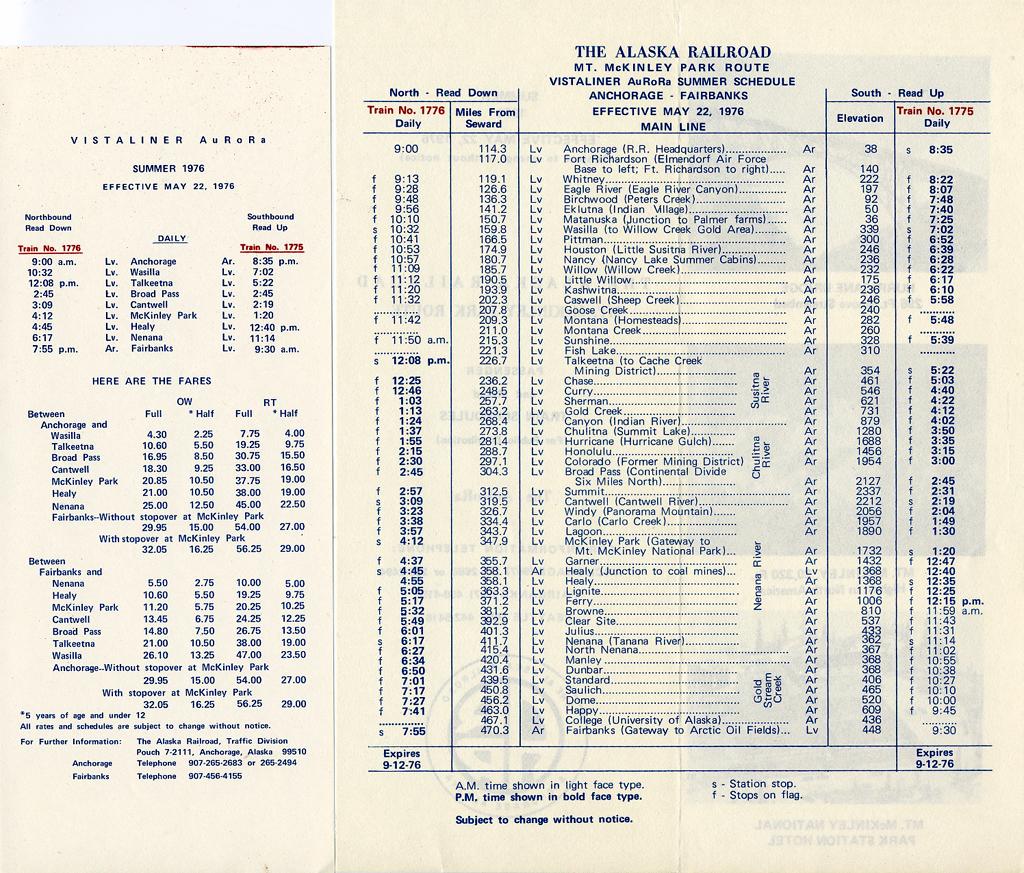 VISTALINER AuRoRa
SUMMER 1976
EFFECTIVE MAY 22, 1976
Northbound Southbound
Read Down Read Up
DAILY
Train No. 1776 Train No. 1775
9:00 a.m. Lv. Anchorage Ar. 8:35 p.m.
10:32 Lv. Wasilla Lv. 7:02
12:08 p.m. Lv. Talkeetna Lv. 5:22
2:45 Lv. Broad Pass Lv. 2:45
3:09 Lv. Cantwell Lv. 2:19
4:12 Lv. McKinley Park Lv. 1:20
4:45 Lv. Healy Lv. 12:40 p.m.
6:17 Lv. Nenana Lv. 11:14
7:55 p.m. Ar. Fairbanks Lv. 9:30 a.m.
HERE ARE THE FARES
OW RT
Between Full * Half Full * Half
Anchorage and
Wasilla 4.30 2.25 7.75 4.00
Talkeetna 10.60 5.50 19.25 9.75
Broad Pass 16.95 8.50 30.75 15.50
Cantwell 18.30 9.25 33.00 16.50
McKinley Park 20.85 10.50 37.75 19.00
Healy 21.00 10.50 38.00 19.00
Nenana 25.00 12.50 45.00 22.50
Fairbanks--Without stopover at McKinley Park
29.95 15.00 54.00 27.00
With stopover at McKinley Park
32.05 16.25 56.25 29.00
Between
Fairbanks and
Nenana 5.50 2.75 10.00 5.00
Healy 10.60 5.50 19.25 9.75
McKinley Park 11.20 5.75 20.25 10.25
Cantwell 13.45 6.75 24.25 12.25
Broad Pass 14.80 7.50 26.75 13.50
Talkeetna 21.00 10.50 38.00 19.00
Wasilla 26.10 13.25 47.00 23.50
Anchorage--Without stopover at McKinley Park
29.95 15.00 54.00 27.00
With stopover at McKinley Park
32.05 16.25 56.25 29.00
*5 years of age and under 12
All rates and schedules are subject to change without notice.
For Further Information: The Alaska Railroad, Traffic Division
Pouch 7-2111, Anchorage, Alaska 99510
Anchorage Telephone 907-265-2683 or 265-2494
Fairbanks Telephone 907-456-4155
THE ALASKA RAILROAD
MT. McKINLEY PARK ROUTE
VISTALINER AuRoRa SUMMER SCHEDULE
North - Read Down ANCHORAGE - FAIRBANKS South - Read Up
Train No. 1776 Miles From EFFECTIVE MAY 22, 1976 Elevation Train No. 1775
Daily Seward MAIN LINE Daily
9:00 114.3 Lv Anchorage (R.R. Headquarters) Ar 38 s 8:35
117.0 Lv Fort Richardson (Elmendorf Air Force
Base to left; Ft. Richardson to right) Ar 140
f 9:13 119.1 Lv Whitney Ar 222 f 8:22
f 9:28 126.6 Lv Eagle River (Eagle River Canyon) Ar 197 f 8:07
f 9:48 136.3 Lv Birchwood (Peters Creek) Ar 92 f 7:48
f 9:56 141.2 Lv Eklutna (Indian Village) Ar 50 f 7:40
f 10:10 150.7 Lv Matanuska (Junction to Palmer farms) Ar 36 f 7:25
s 10:32 159.8 Lv Wasilla (to Willow Creek Gold Area) Ar 339 s 7:02
f 10:41 166.5 Lv Pittman Ar 300 f 6:52
f 10:53 174.9 Lv Houston (Little Susitna River) Ar 246 f 6:39
f 10:57 180.7 Lv Nancy (Nancy Lake Summer Cabins) Ar 236 f 6:28
f 11:09 185.7 Lv Willow (Willow Creek) Ar 232 f 6:22
f 11:12 190.5 Lv Little Willow Ar 175 f 6:17
f 11:20 193.9 Lv Kashwitna Ar 236 f 6:10
f 11:32 202.3 Lv Caswell (Sheep Creek) Ar 246 f 5:58
207.8 Lv Goose Creek Ar 240
f 11:42 209.3 Lv Montana (Homesteads) Ar 282 f 5:48
211.0 Lv Montana Creek Ar 260
f 11:50 a.m. 215.3 Lv Sunshine Ar 328 f 5:39
221.3 Lv Fish Lake Ar 310
s 12:08 p.m. 226.7 Lv Talkeetna (to Cache Creek
Mining District) Ar 354 s 5:22
f 12:25 236.2 Lv Chase Ar 461 f 5:03
f 12:46 248.5 Lv Curry Ar 546 f 4:40
f 1:03 257.7 Lv Sherman Ar 621 f 4:22
f 1:13 263.2 Lv Gold Creek Ar 731 f 4:12
Susitna River
f 1:24 268.4 Lv Canyon (Indian River) Ar 879 f 4:02
f 1:37 273.8 Lv Chulitna (Summit Lake) Ar 1280 f 3:50
f 1:55 281.4 Lv Hurricane (Hurricane Gulch) Ar 1688 f 3:35
f 2:15 288.7 Lv Honolulu Ar 1456 f 3:15
f 2:30 297.1 Lv Colorado (Former Mining District) Ar 1954 f 3:00
Chulitna River
f 2:45 304.3 Lv Broad Pass (Continental Divide
Six Miles North) Ar 2127 f 2:45
f 2:57 312.5 Lv Summit Ar 2337 f 2:31
s 3:09 319.5 Lv Cantwell (Cantwell River) Ar 2212 s 2:19
f 3:23 326.7 Lv Windy (Panorama Mountain) Ar 2056 f 2:04
f 3:38 334.4 Lv Carlo (Carlo Creek) Ar 1957 f 1:49
f 3:57 343.7 Lv Lagoon Ar 1890 f 1:30
s 4:12 347.9 Lv McKinley Park (Gateway to
Mt. McKinley National Park) Ar 1732 s 1:20
f 4:37 355.7 Lv Garner Ar 1432 f 12:47
s 4:45 358.1 Ar Healy (Junction to coal mines) Lv 1368 f 12:40
4:55 358.1 Lv Healy Ar 1368 s 12:35
f 5:05 363.3 Lv Lignite Ar 1176 f 12:25
f 5:17 371.2 Lv Ferry Ar 1006 f 12:15 p.m.
f 5:32 381.2 Lv Browne Ar 810 f 11:59 a.m.
Nenana River
f 5:49 392.9 Lv Clear Site Ar 537 f 11:43
f 6:01 401.3 Lv Julius Ar 433 f 11:31
s 6:17 411.7 Lv Nenana (Tanana River) Ar 362 s 11:14
f 6:27 415.4 Lv North Nenana Ar 367 f 11:02
f 6:34 420.4 Lv Manley Ar 368 f 10:55
f 6:50 431.6 Lv Dunbar Ar 368 f 10:38
f 7:01 439.5 Lv Standard Ar 406 f 10:27
f 7:17 450.8 Lv Saulich Ar 465 f 10:10
f 7:27 456.2 Lv Dome Ar 520 f 10:00
f 7:41 463.0 Lv Happy Ar 609 f 9:45
Gold Stream Creek
467.1 Lv College (University of Alaska) Ar 436
s 7:55 470.3 Ar Fairbanks (Gateway to Arctic Oil Fields) Lv 448 9:30
Expires Expires
9-12-76 9-12-76
A.M. time shown in light face type. s - Station stop.
P.M. time shown in bold face type. f - Stops on flag.
Subject to change without notice.